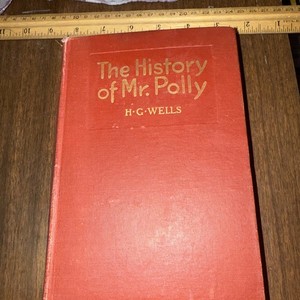 The History
of Mr. Polly
H·G·WELLS